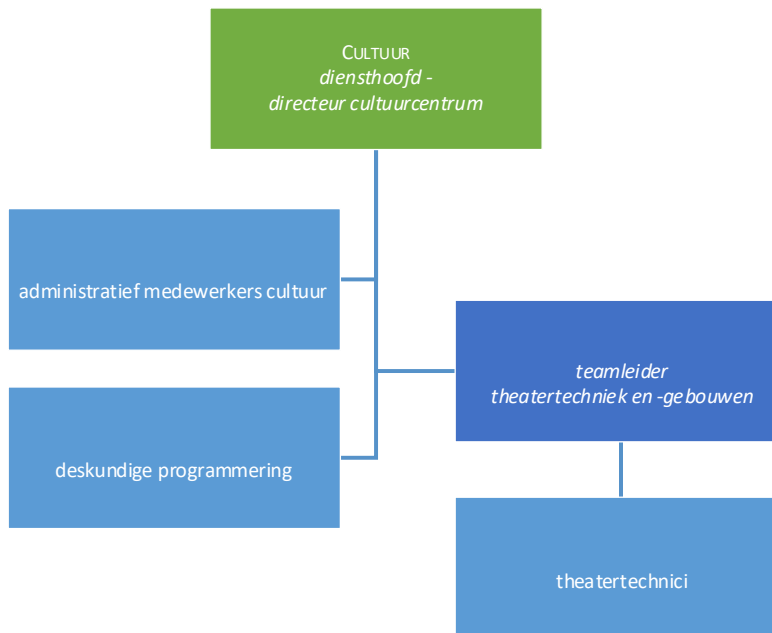 CULTUUR
diensthoofd -
directeur cultuurcentrum
administratief medewerkers cultuur
teamleider
theatertechniek en -gebouwen
deskundige programmering
theatertechnici